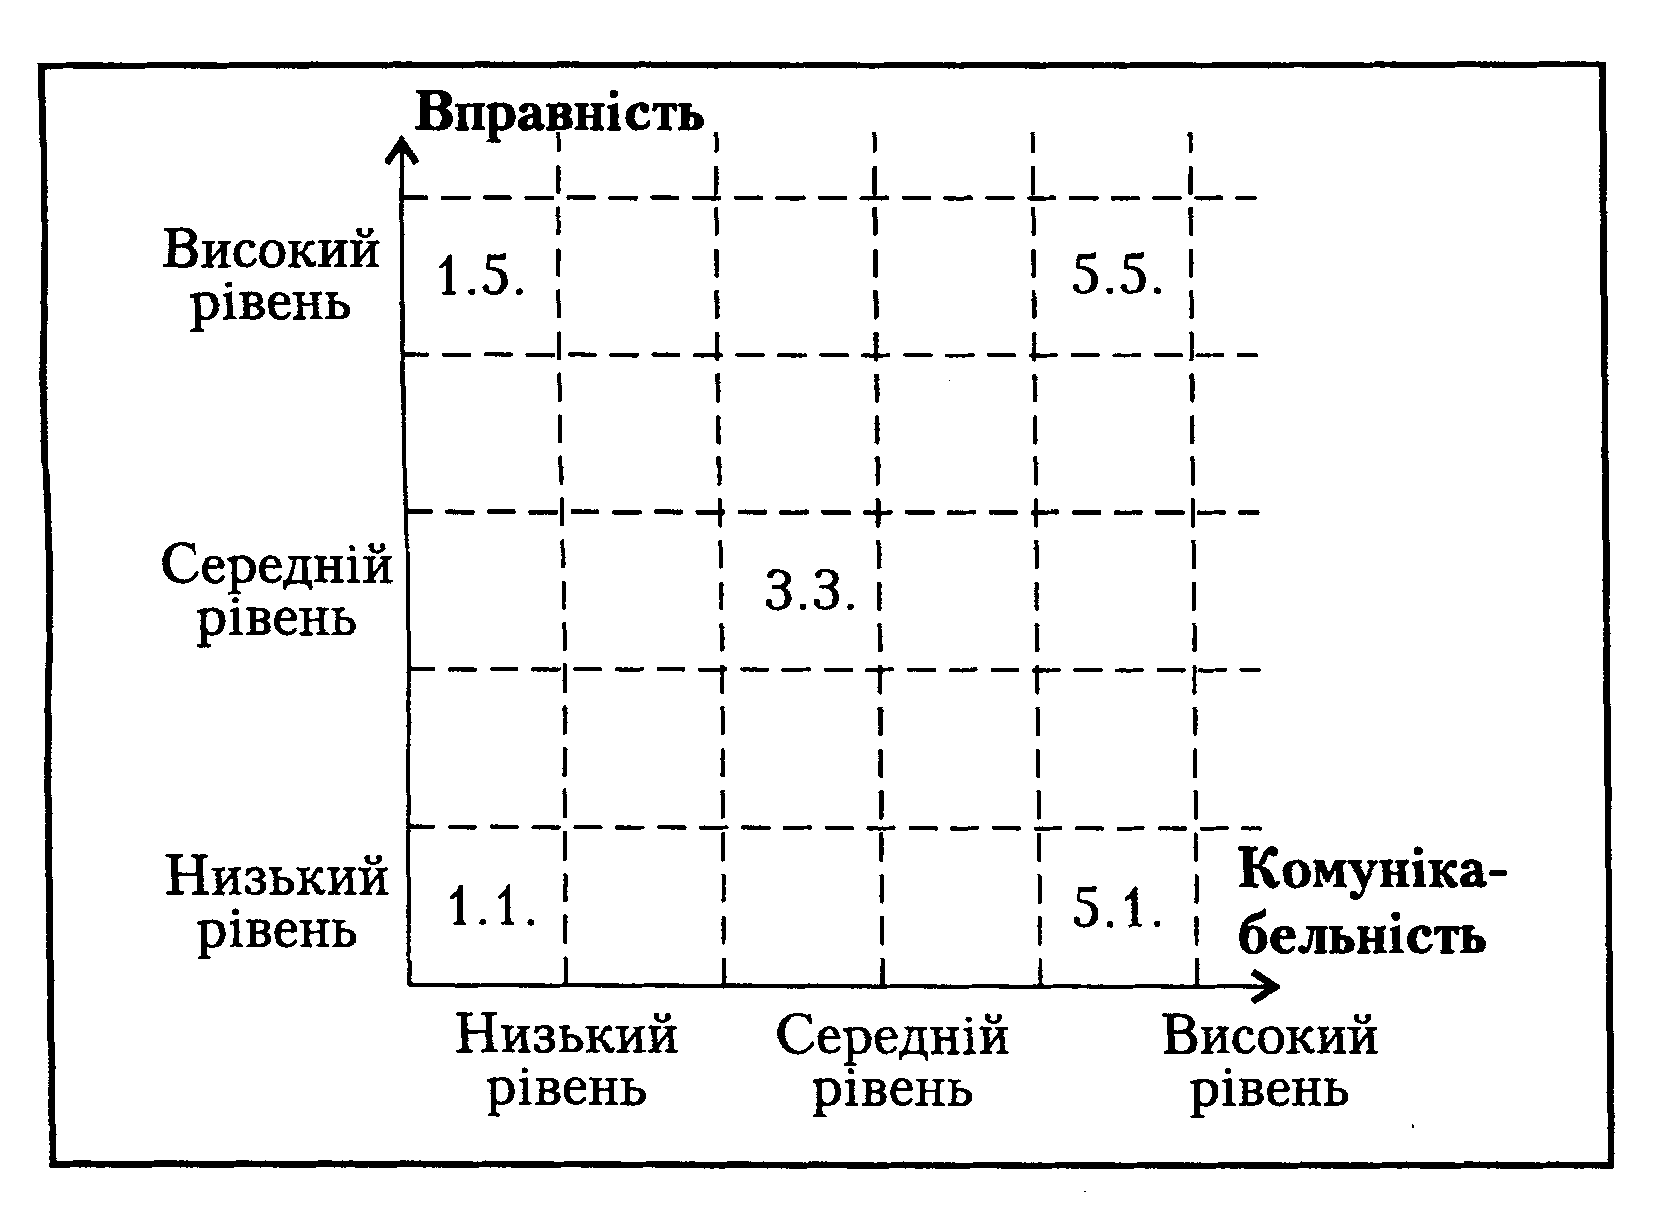 Вправність
Високий
рівень
1.5.
5.5.
Середній
рівень
3.3.
Низький
рівень
1.1.
5.1.
Комуніка-
бельність
Низький
рівень
Середній
рівень
Високий
рівень